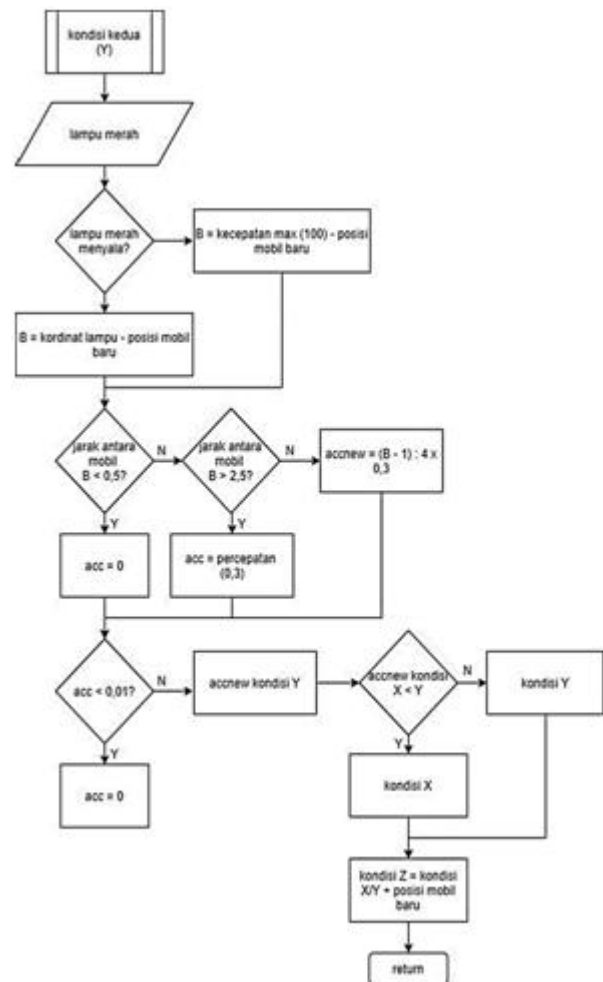 kondisi kedua
(Y)
lampu merah
lampu merah
menyala?
B = kecepatan max (100) - posisi
mobil baru
B = kordinat lampu - posisi mobil
baru
jarak antara
mobil
B < 0,5?
N
jarak antara
mobil
B > 2,5?
N
accnew = (B - 1) : 4 x
0,3
Y
Y
acc = 0
acc = percepatan
(0,3)
acc < 0,01?
N
accnew kondisi Y
accnew kondisi
X < Y
N
kondisi Y
Y
Y
acc = 0
kondisi X
kondisi Z = kondisi
X/Y + posisi mobil
baru
return